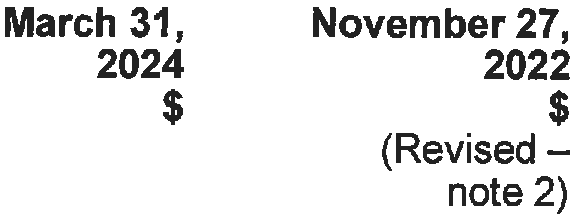 March 31,
2024
$
November 27,
2022
$
(Revised –
note 2)